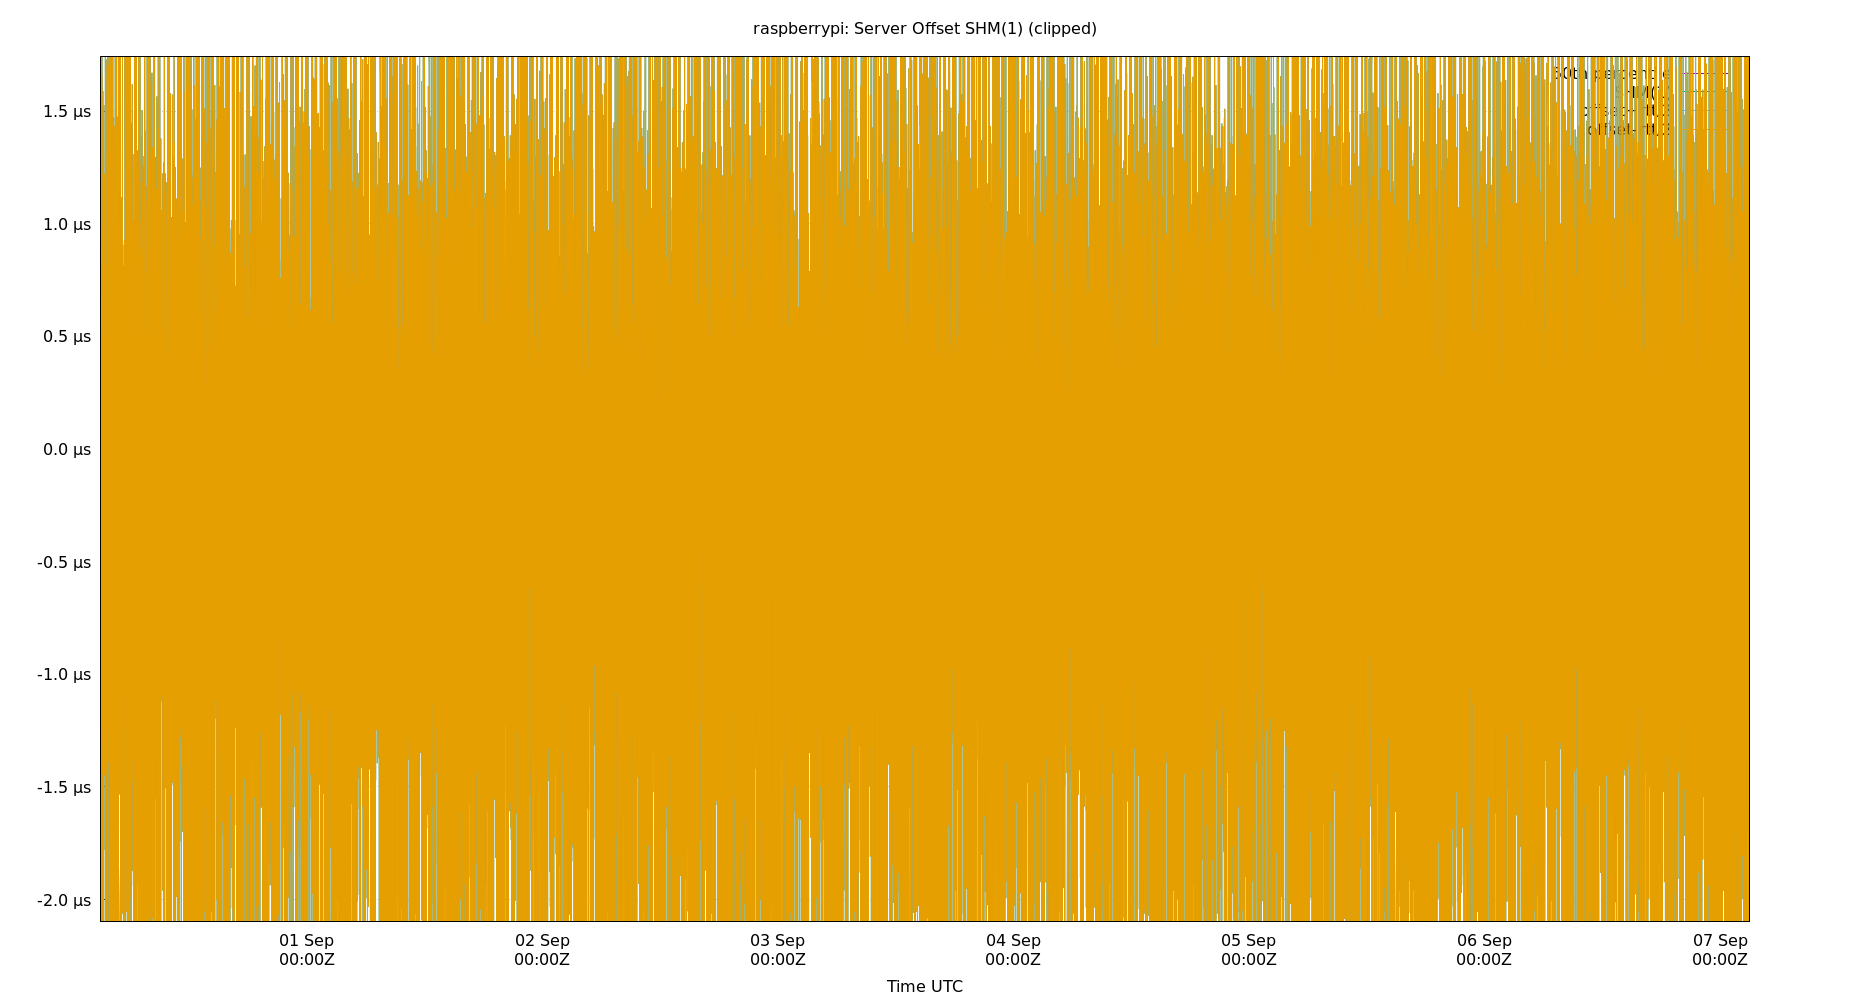 raspberrypi: Server Offset SHM(1) (clipped)
1.5 μs
1.0 μs
0.5 μs
0.0 μs
-0.5 μs
-1.0 μs
-1.5 μs
-2.0 μs
01 Sep 02 Sep 03 Sep 04 Sep 05 Sep 06 Sep 07 Sep
00:00Z 00:00Z 00:00Z 00:00Z 00:00Z 00:00Z 00:00Z
Time UTC